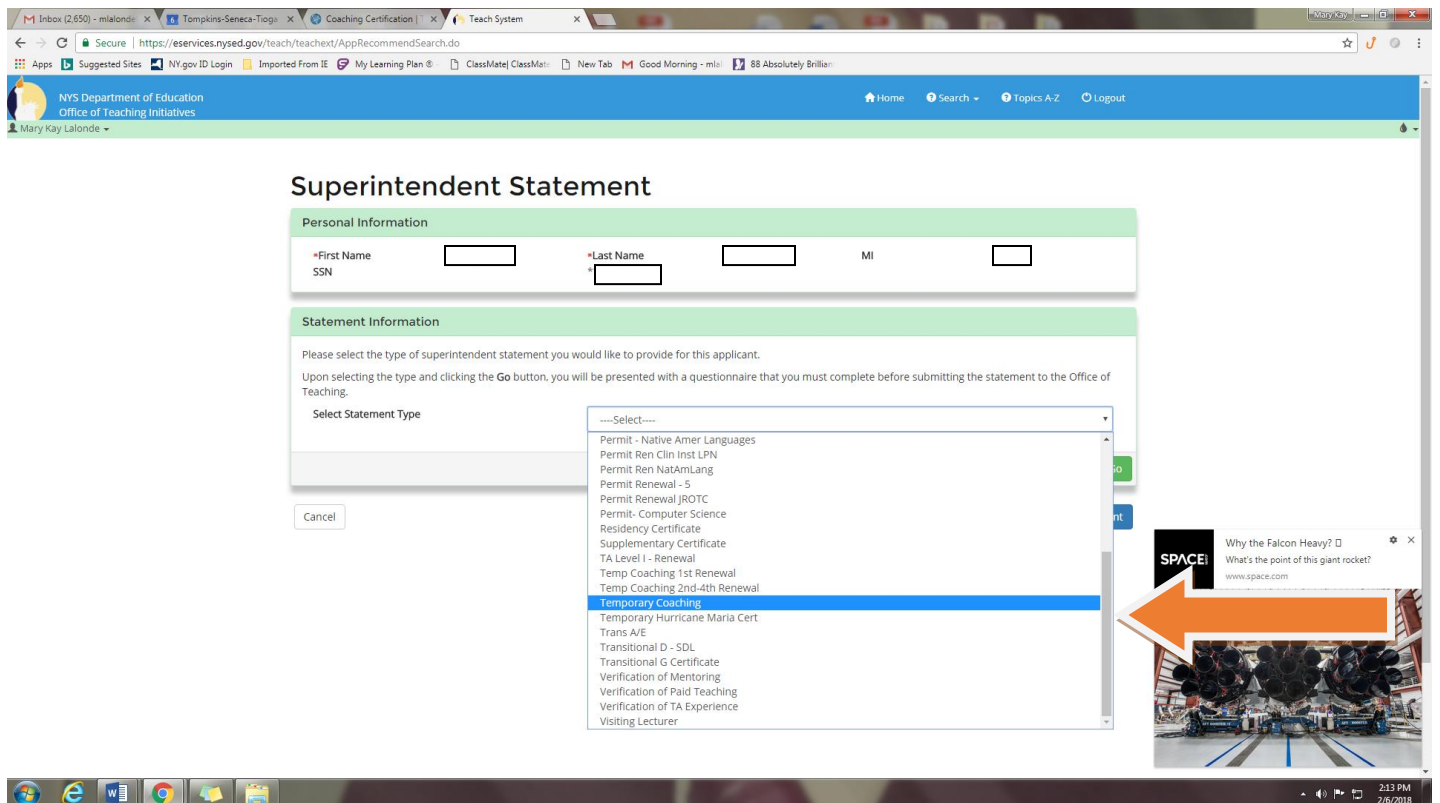 Mary Kay
Inbox (2,650) - mlalonde
Tompkins-Seneca-Tioga
Coaching Certification | T
Teach System
Secure | https://eservices.nysed.gov/teach/teachext/AppRecommendSearch.do
Apps Suggested Sites NY.gov ID Login Imported From IE My Learning Plan ® - ClassMate| ClassMate New Tab Good Morning - mlal 88 Absolutely Brillian
NYS Department of Education
Office of Teaching Initiatives
Home Search Topics A-Z Logout
Mary Kay Lalonde
Superintendent Statement
Personal Information
*First Name *Last Name MI
SSN *
Statement Information
Please select the type of superintendent statement you would like to provide for this applicant.
Upon selecting the type and clicking the Go button, you will be presented with a questionnaire that you must complete before submitting the statement to the Office of
Teaching.
Select Statement Type ----Select----
Permit - Native Amer Languages
Permit Ren Clin Inst LPN
Permit Ren NatAmLang
Permit Renewal - 5
Permit Renewal JROTC
Permit- Computer Science
Residency Certificate
Supplementary Certificate
TA Level I - Renewal
Temp Coaching 1st Renewal
Temp Coaching 2nd-4th Renewal
Temporary Coaching
Temporary Hurricane Maria Cert
Trans A/E
Transitional D - SDL
Transitional G Certificate
Verification of Mentoring
Verification of Paid Teaching
Verification of TA Experience
Visiting Lecturer
Cancel
SPACE
Why the Falcon Heavy?
What's the point of this giant rocket?
www.space.com
2:13 PM
2/6/2018